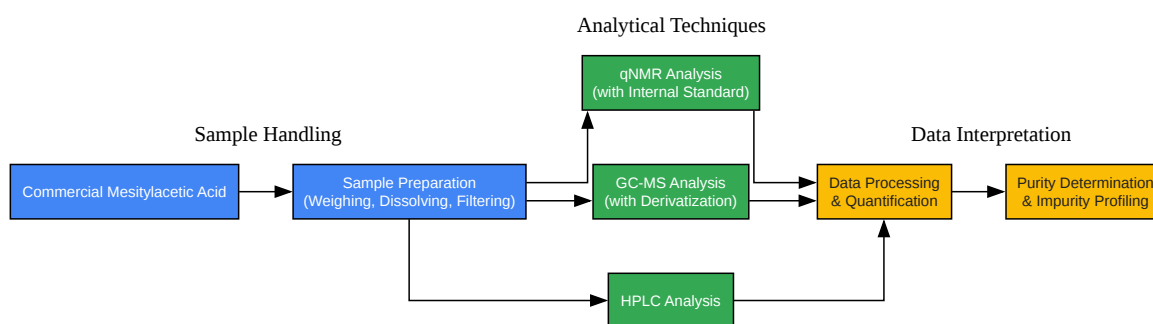 Analytical Techniques
qNMR Analysis
(with Internal Standard)
Sample Handling
Data Interpretation
Commercial Mesitylacetic Acid
Sample Preparation
(Weighing, Dissolving, Filtering)
GC-MS Analysis
(with Derivatization)
Data Processing
& Quantification
Purity Determination
& Impurity Profiling
HPLC Analysis